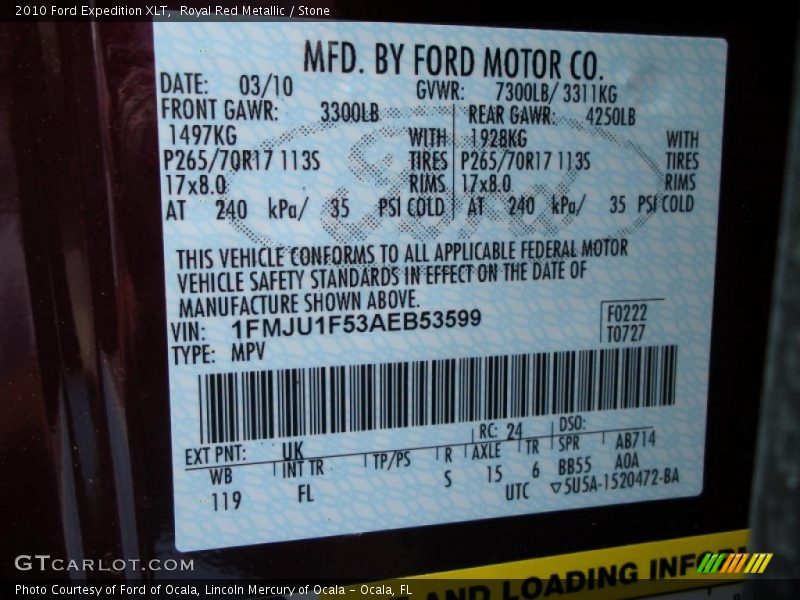 2010 Ford Expedition XLT, Royal Red Metallic / Stone
MFD. BY FORD MOTOR CO.
DATE: 03/10 GVWR: 7300LB/ 3311KG
FRONT GAWR: 3300LB REAR GAWR: 4250LB
1497KG WITH 1928KG WITH
P265/70R17 113S TIRES P265/70R17 113S TIRES
17x8.0 RIMS 17x8.0 RIMS
AT 240 kPa/ 35 PSI COLD AT 240 kPa/ 35 PSI COLD
THIS VEHICLE CONFORMS TO ALL APPLICABLE FEDERAL MOTOR
VEHICLE SAFETY STANDARDS IN EFFECT ON THE DATE OF
MANUFACTURE SHOWN ABOVE.
VIN: 1FMJU1F53AEB53599 F0222
TYPE: MPV T0727
EXT PNT: UK RC: 24 DSO:
WB INT TR TP/PS R AXLE TR SPR AB714
119 FL S 15 6 BB55 A0A
UTC ▽5U5A-1520472-BA
AND LOADING
GTCARLOT.COM
Photo Courtesy of Ford of Ocala, Lincoln Mercury of Ocala – Ocala, FL